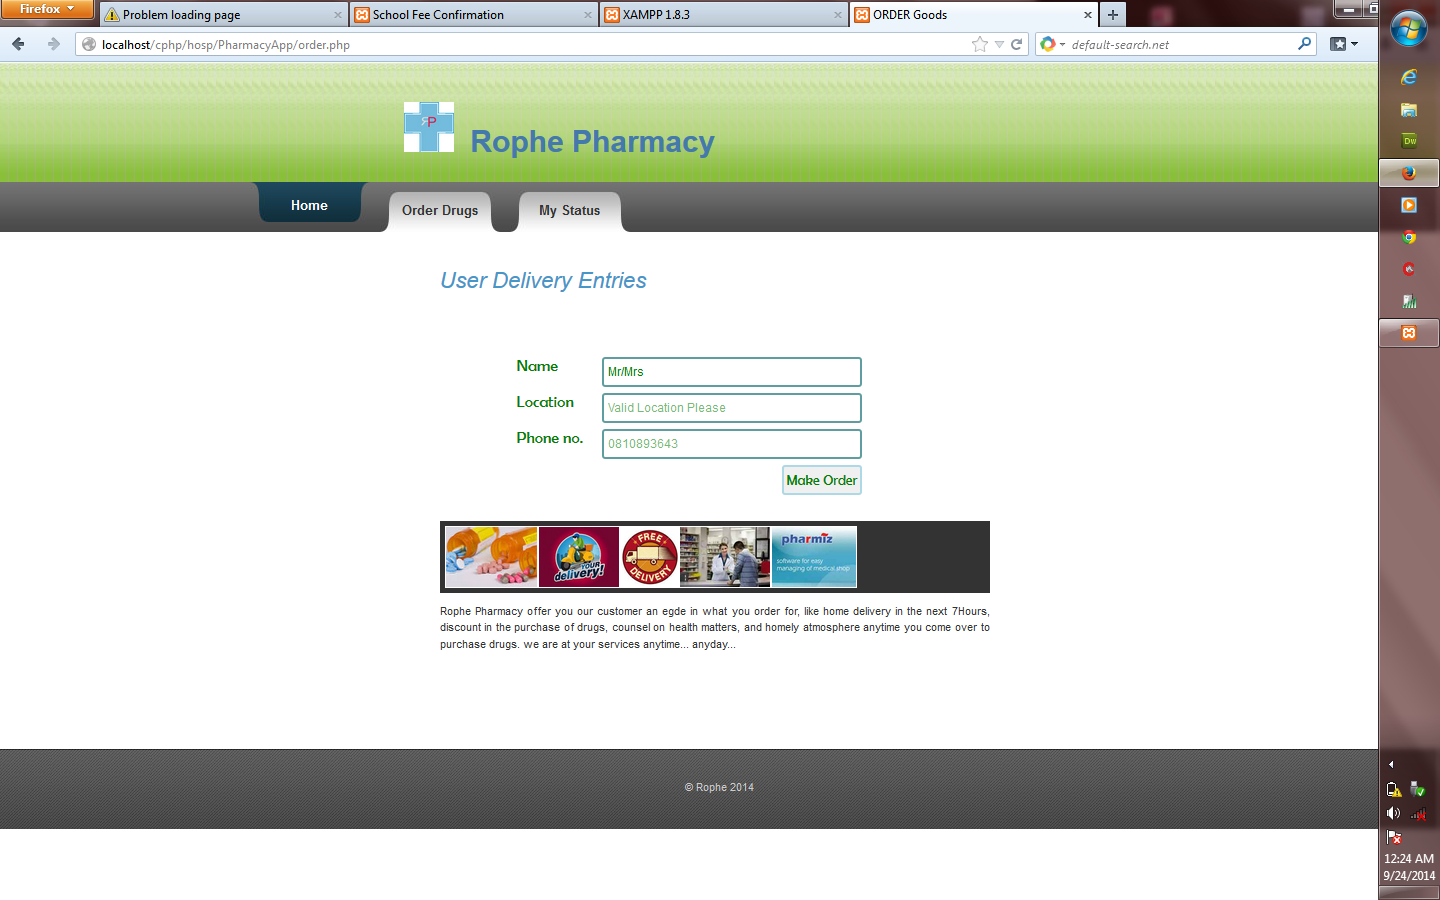 Firefox
Problem loading page
School Fee Confirmation
XAMPP 1.8.3
ORDER Goods
localhost/cphp/hosp/PharmacyApp/order.php
default-search.net
RP
Rophe Pharmacy
Home
Order Drugs
My Status
User Delivery Entries
Name
Mr/Mrs
Location
Valid Location Please
Phone no.
0810893643
Make Order
YOUR
delivery!
FREE
DELIVERY
pharmiz
software for easy
managing of medical shop
Rophe Pharmacy offer you our customer an egde in what you order for, like home delivery in the next 7Hours,
discount in the purchase of drugs, counsel on health matters, and homely atmosphere anytime you come over to
purchase drugs. we are at your services anytime... anyday...
© Rophe 2014
Dw
12:24 AM
9/24/2014